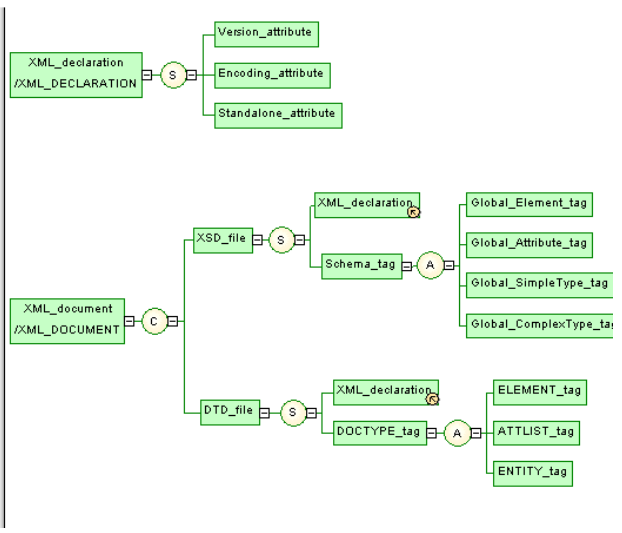 Version_attribute
XML_declaration
/XML_DECLARATION
S
Encoding_attribute
Standalone_attribute
XML_declaration
Global_Element_tag
XSD_file
S
Global_Attribute_tag
Schema_tag
A
Global_SimpleType_tag
XML_document
/XML_DOCUMENT
C
Global_ComplexType_ta
XML_declaration
ELEMENT_tag
DTD_file
S
DOCTYPE_tag
A
ATTLIST_tag
ENTITY_tag